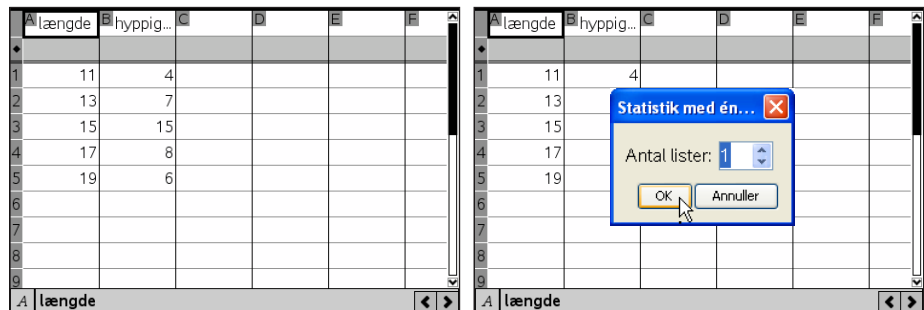 A længde B hyppig... C D E F
1 11 4
2 13 7
3 15 15
4 17 8
5 19 6
6
7
8
9
A længde
A længde B hyppig... C D E F
1 11 4
2 13
3 15
4 17
5 19
6
7
8
9
Statistik med én...
Antal lister: 1
OK Annuller
A længde